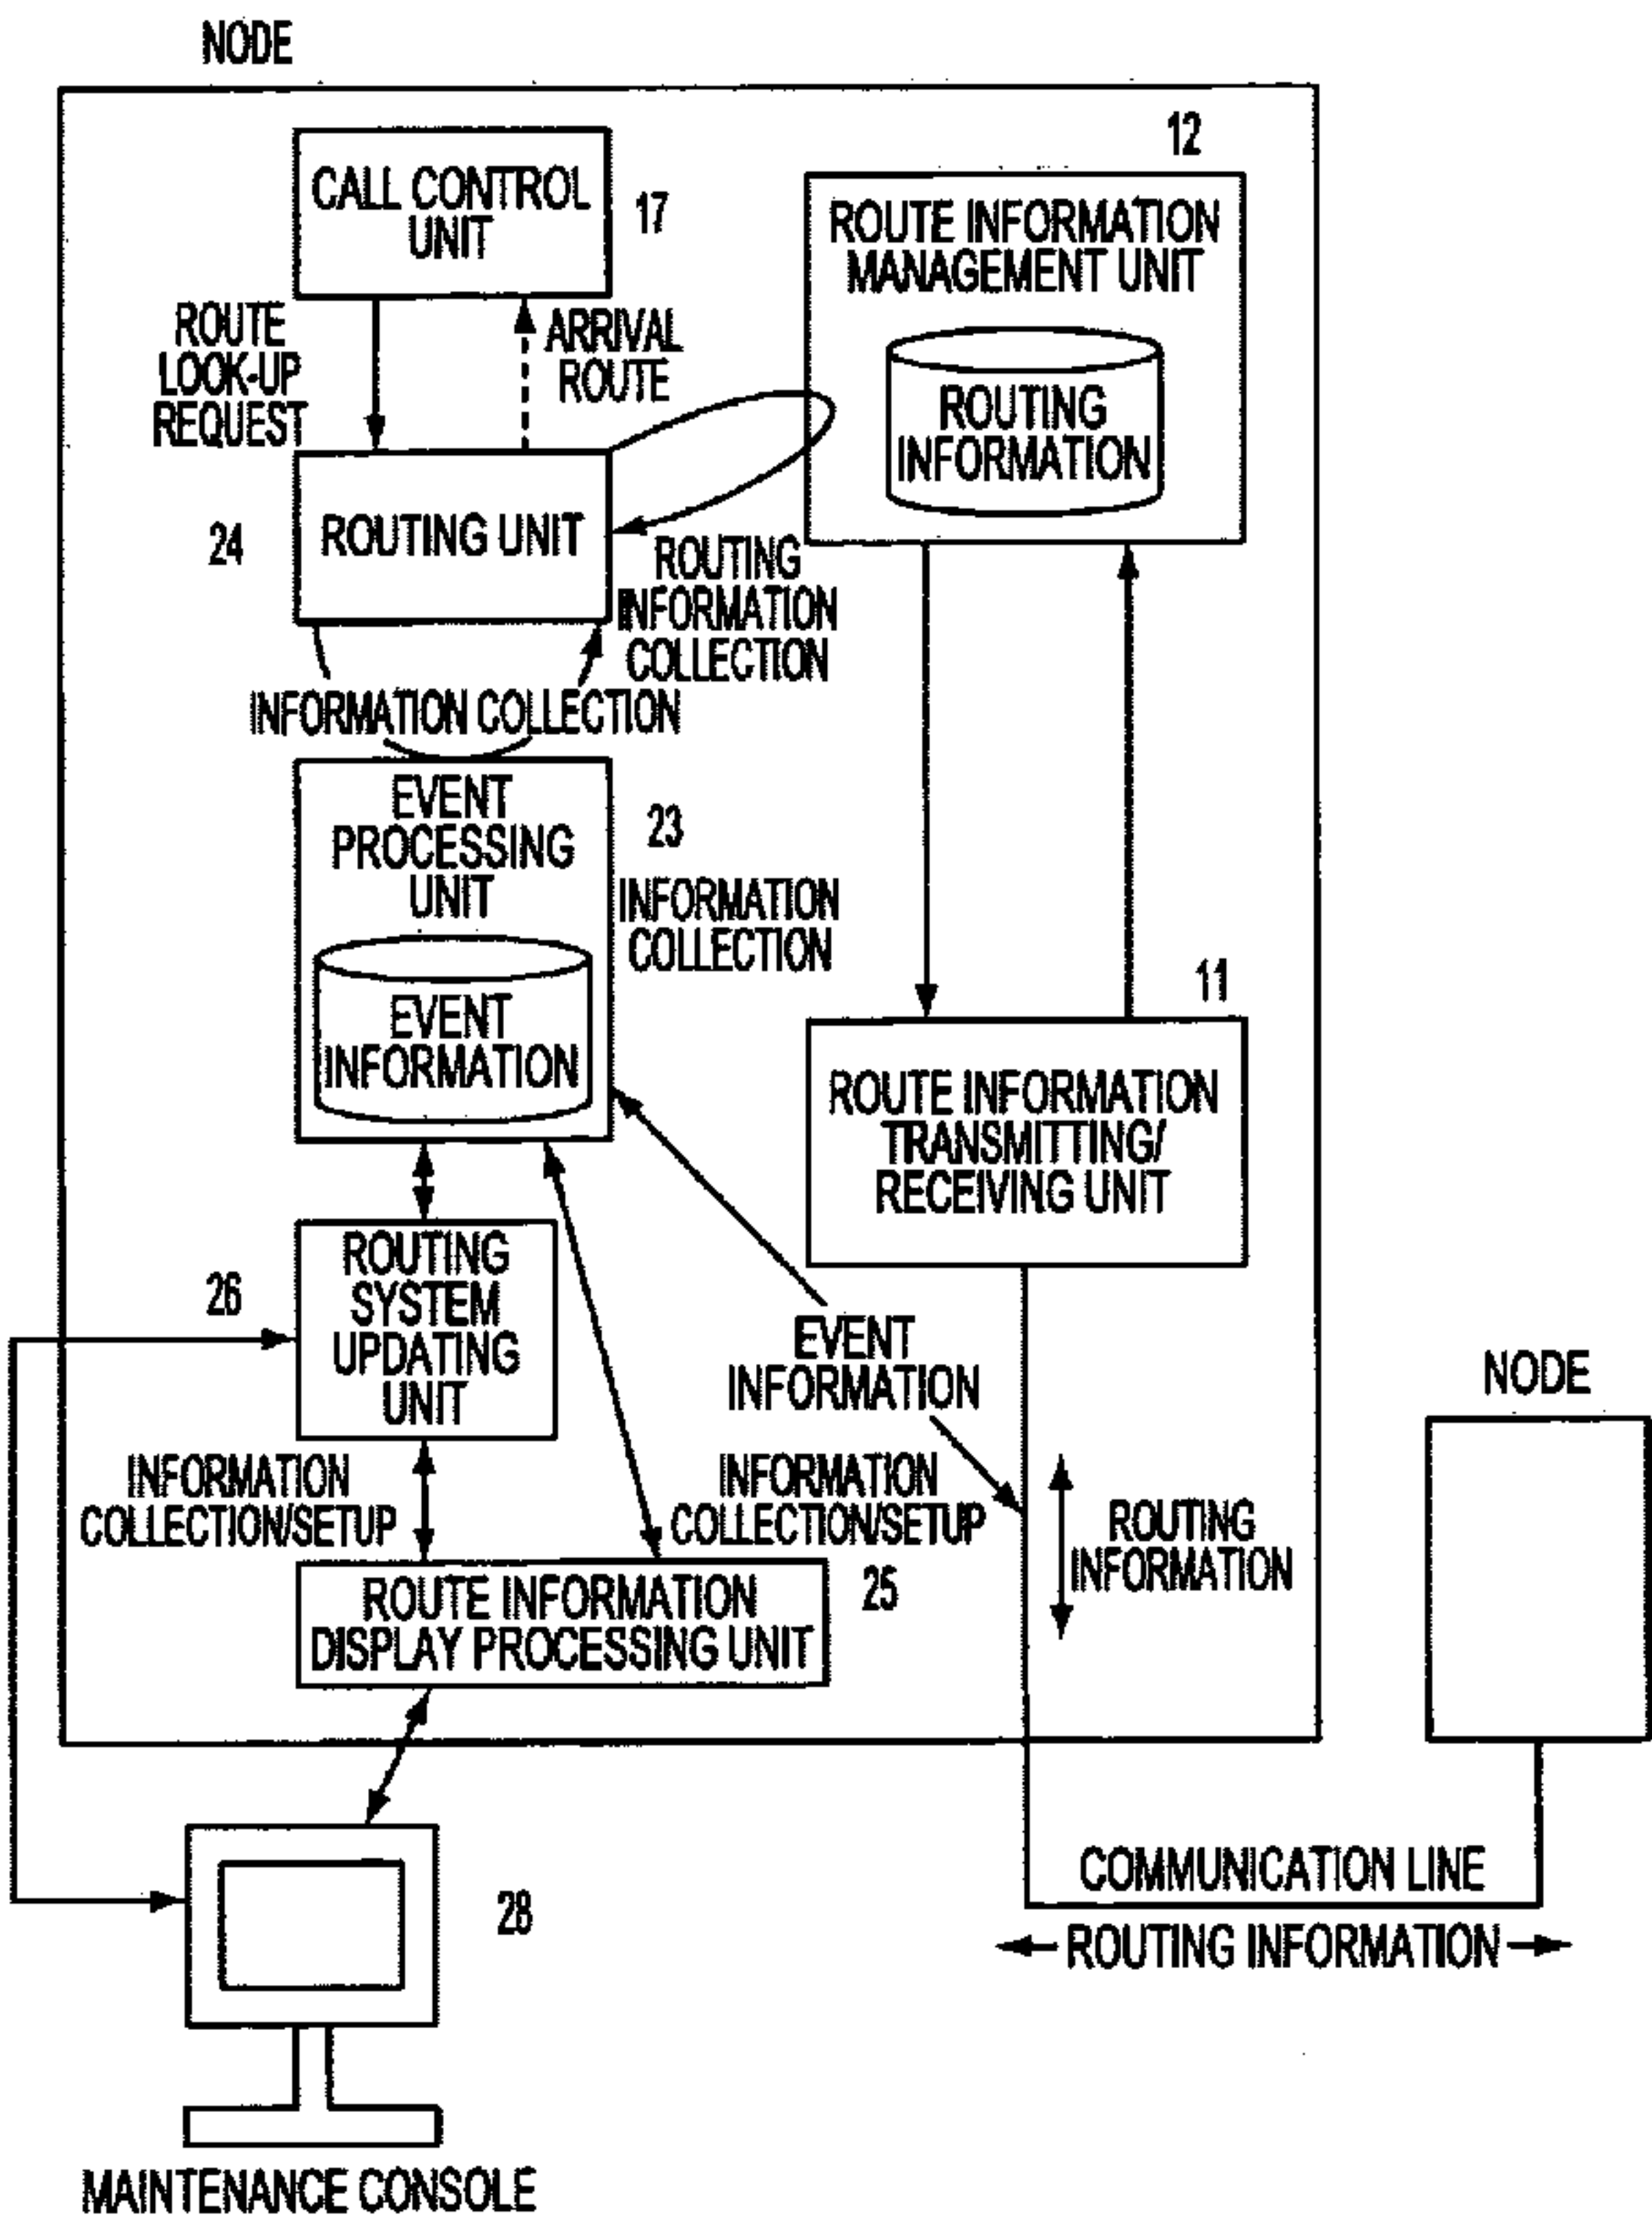 NODE
12
CALL CONTROL
UNIT
17
ROUTE INFORMATION
MANAGEMENT UNIT
ROUTE
LOOK-UP
REQUEST
ARRIVAL
ROUTE
ROUTING
INFORMATION
24
ROUTING UNIT
ROUTING
INFORMATION
COLLECTION
INFORMATION COLLECTION
EVENT
PROCESSING
UNIT
23
INFORMATION
COLLECTION
EVENT
INFORMATION
11
ROUTE INFORMATION
TRANSMITTING/
RECEIVING UNIT
26
ROUTING
SYSTEM
UPDATING
UNIT
EVENT
INFORMATION
NODE
INFORMATION
COLLECTION/SETUP
INFORMATION
COLLECTION/SETUP
ROUTING
INFORMATION
25
ROUTE INFORMATION
DISPLAY PROCESSING UNIT
28
COMMUNICATION LINE
ROUTING INFORMATION
MAINTENANCE CONSOLE